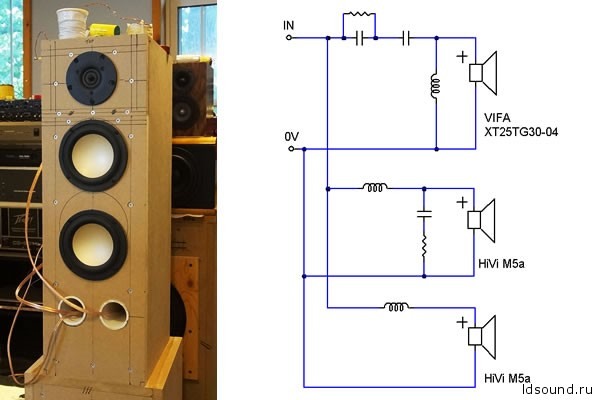 IN
VIFA
XT25TG30-04
0V
HiVi M5a
HiVi M5a
ldsound.ru